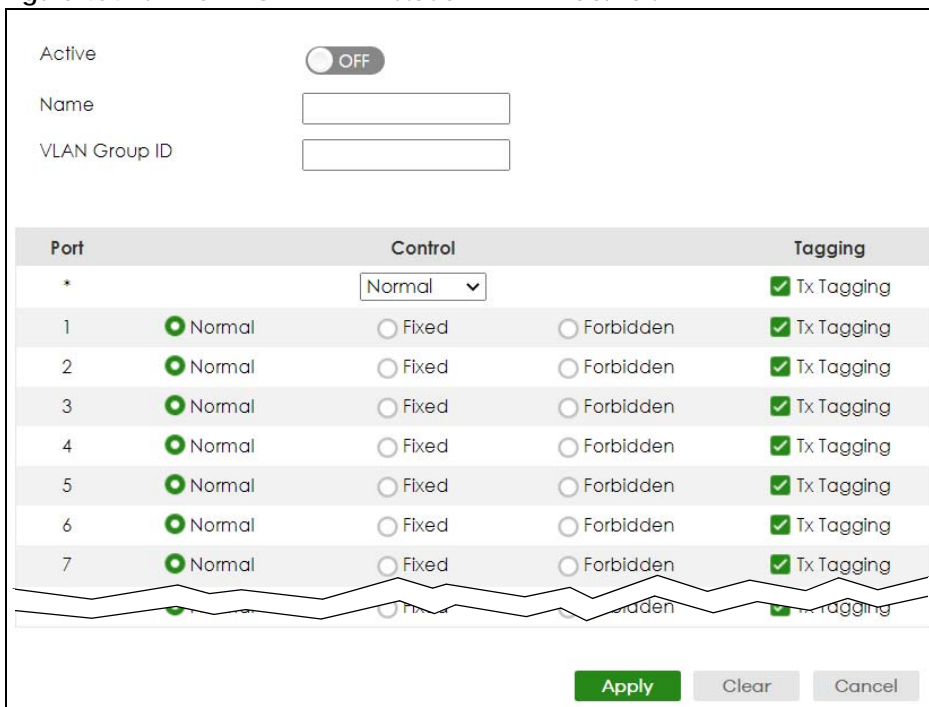 Active OFF
Name
VLAN Group ID
Port Control Tagging
* Normal Tx Tagging
1 Normal Fixed Forbidden Tx Tagging
2 Normal Fixed Forbidden Tx Tagging
3 Normal Fixed Forbidden Tx Tagging
4 Normal Fixed Forbidden Tx Tagging
5 Normal Fixed Forbidden Tx Tagging
6 Normal Fixed Forbidden Tx Tagging
7 Normal Fixed Forbidden Tx Tagging
Apply Clear Cancel